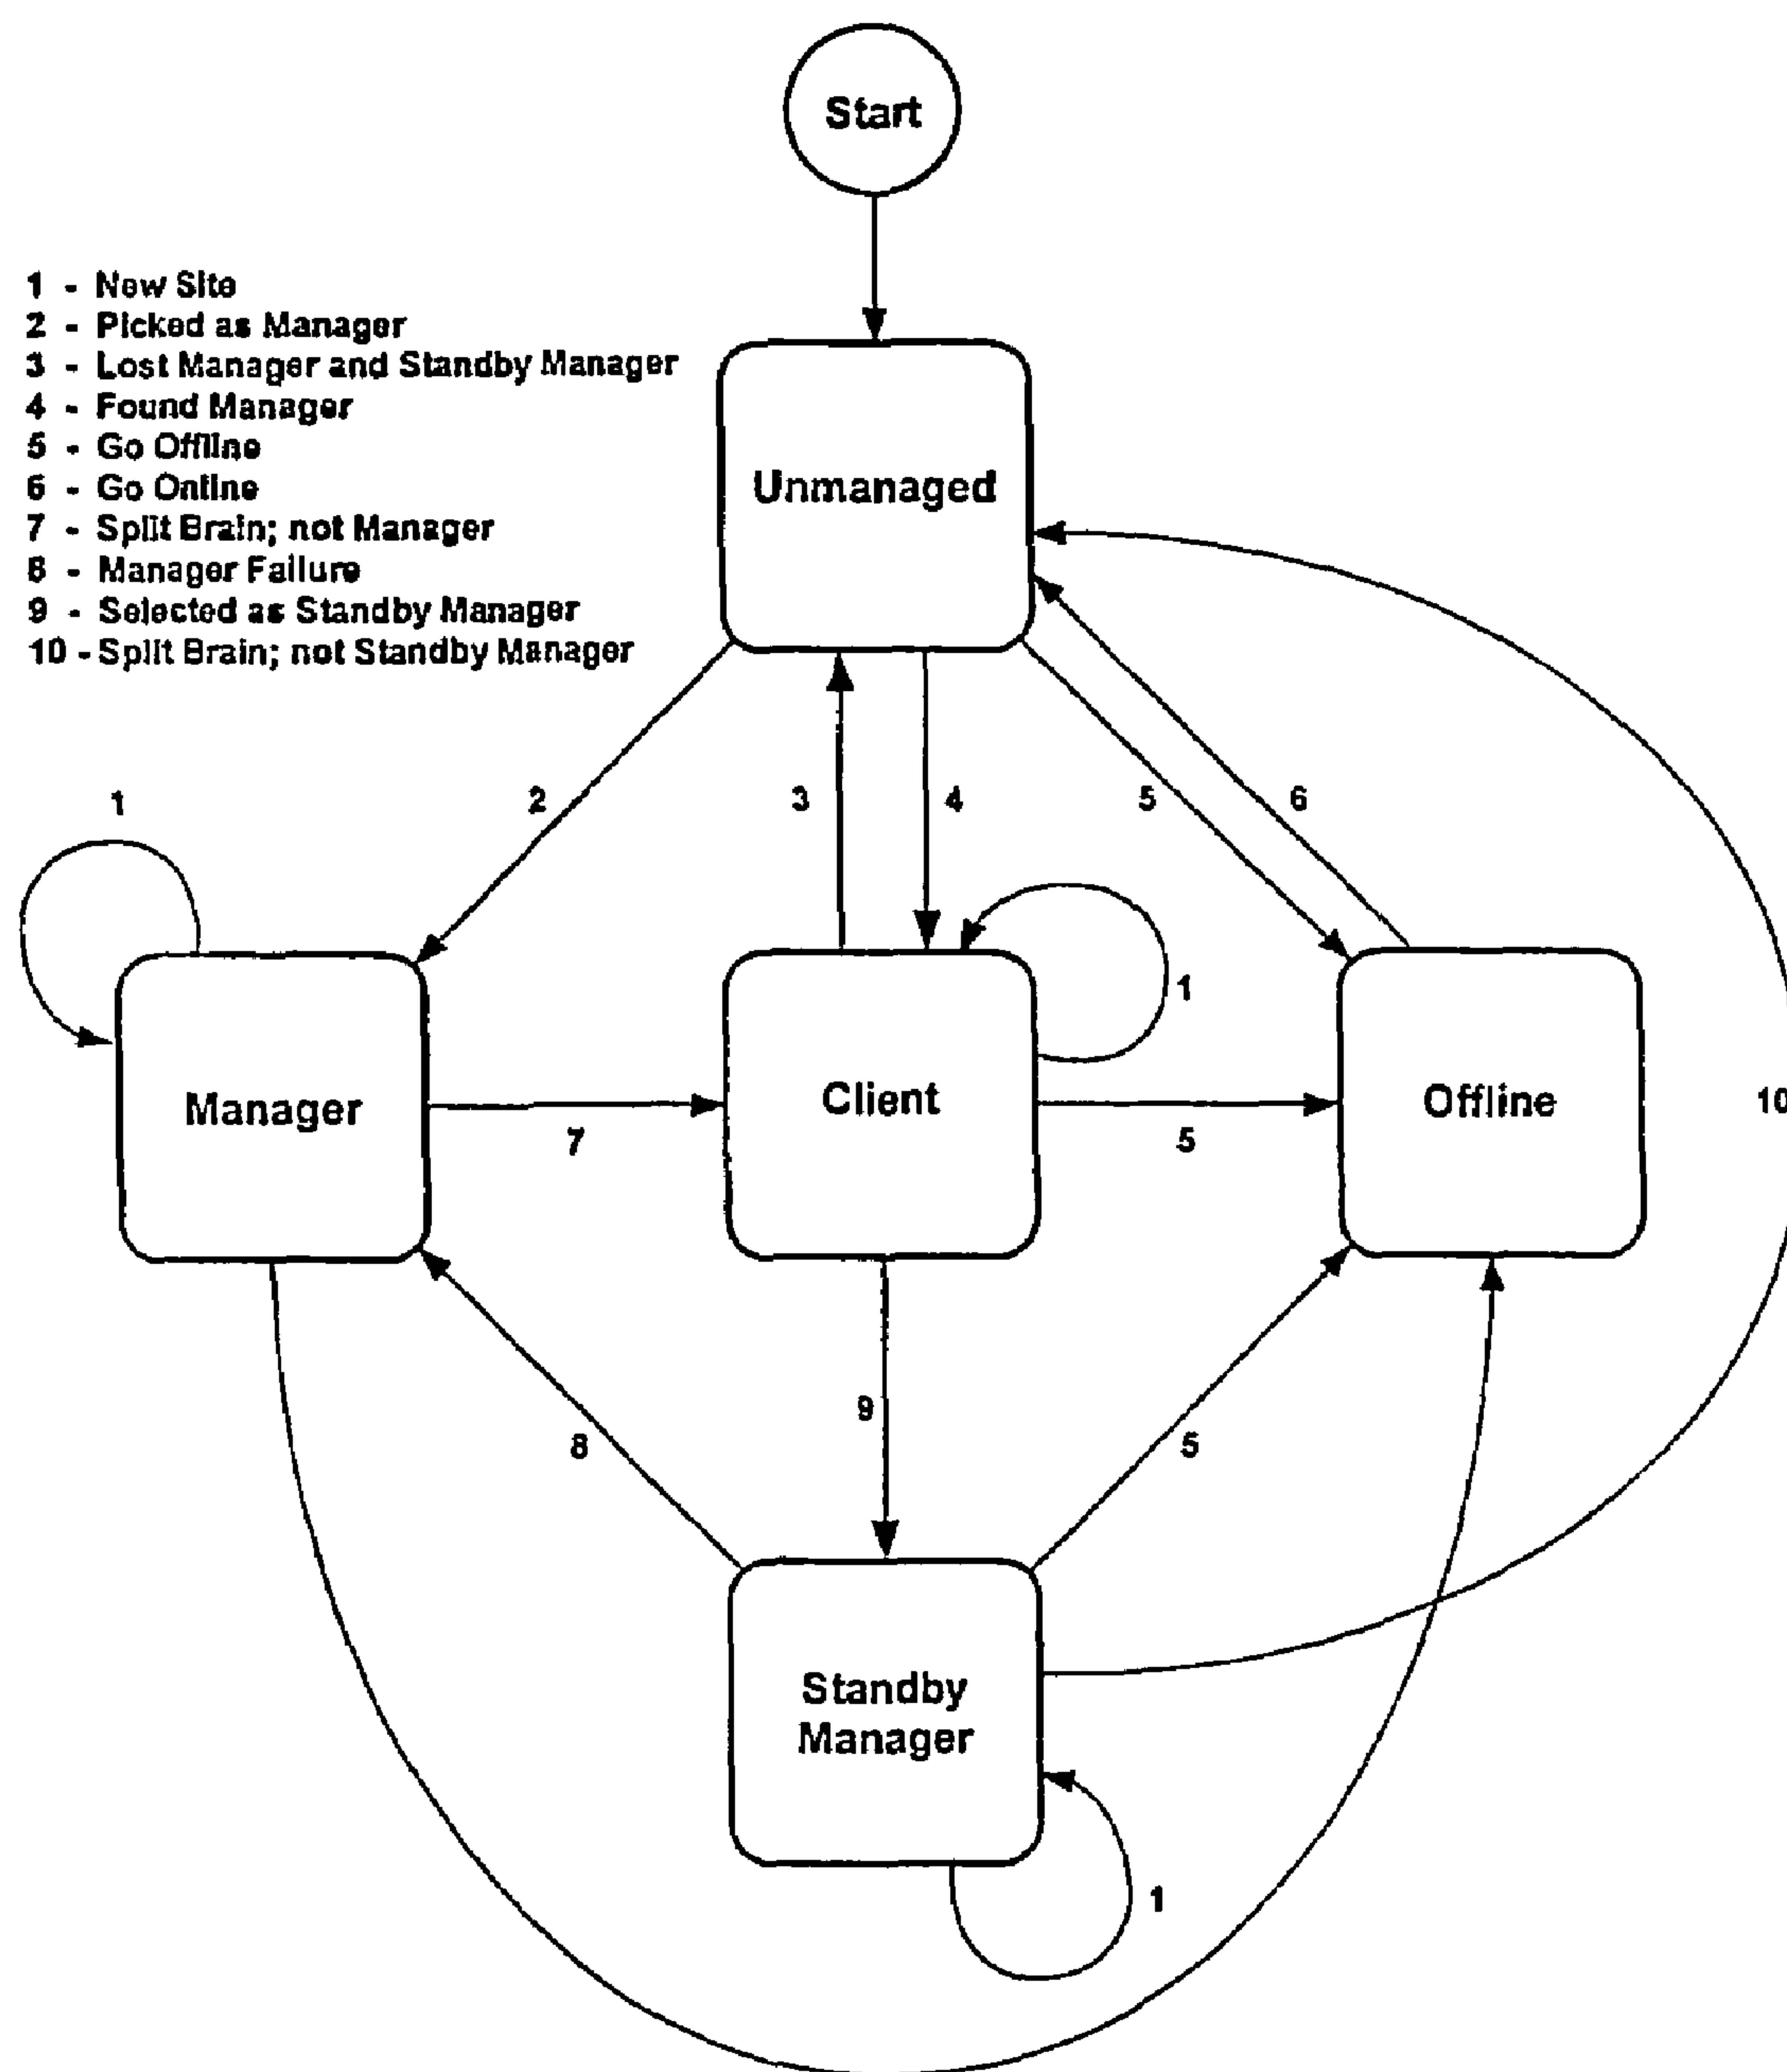 Start
1 - New Site
2 - Picked as Manager
3 - Lost Manager and Standby Manager
4 - Found Manager
5 - Go Offline
6 - Go Online
7 - Split Brain; not Manager
8 - Manager Failure
9 - Selected as Standby Manager
10 - Split Brain; not Standby Manager
Unmanaged
1
2
3
4
5
6
1
Manager
Client
Offline
10
7
5
9
8
5
Standby
Manager
1